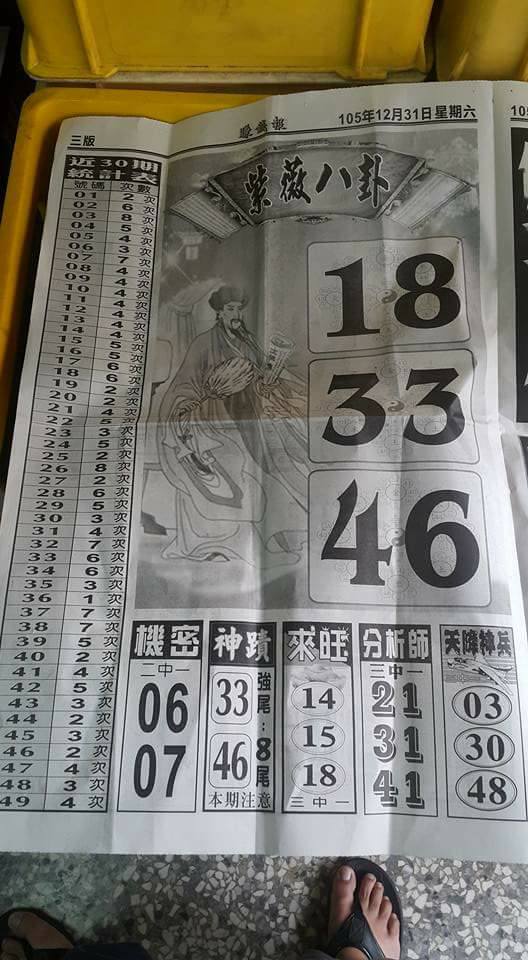 三版
105年12月31日星期六
近30期
統計表
號碼 次數
01 2次
02 6次
03 8次
04 5次
05 4次
06 3次
07 7次
08 4次
09 4次
10 4次
11 4次
12 4次
13 4次
14 4次
15 5次
16 5次
17 6次
18 6次
19 2次
20 2次
21 4次
22 5次
23 3次
24 5次
25 2次
26 8次
27 2次
28 6次
29 5次
30 3次
31 4次
32 7次
33 6次
34 6次
35 3次
36 1次
37 7次
38 7次
39 5次
40 2次
41 4次
42 5次
43 3次
44 2次
45 3次
46 2次
47 4次
48 3次
49 4次
紫薇八卦
18
33
46
機密
二中一
06
07
神蹟
33
46
強尾:8尾
本期注意
來旺
14
15
18
三中一
分析師
三中一
21
31
41
天降神兵
03
30
48